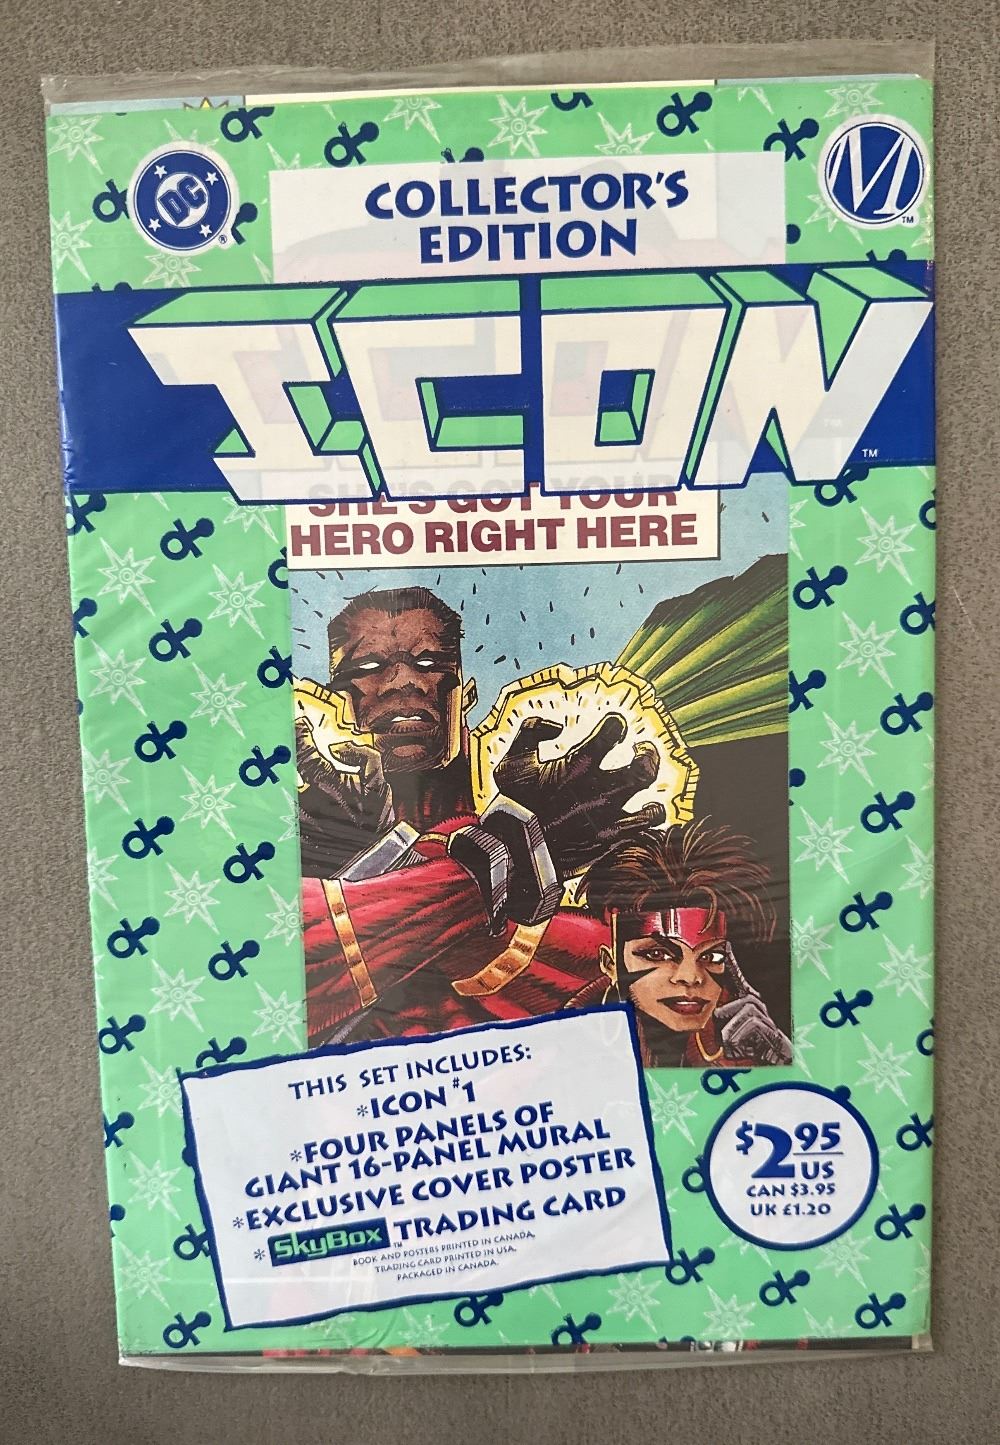 DC
®
M
TM
COLLECTOR'S
EDITION
ICON
TM
SHE'S GOT YOUR
HERO RIGHT HERE
THIS SET INCLUDES:
*ICON #1
*FOUR PANELS OF
GIANT 16-PANEL MURAL
*EXCLUSIVE COVER POSTER
* SkyBox™ TRADING CARD
BOOK AND POSTERS PRINTED IN CANADA,
TRADING CARD PRINTED IN USA.
PACKAGED IN CANADA.
$2.95
US
CAN $3.95
UK £1.20